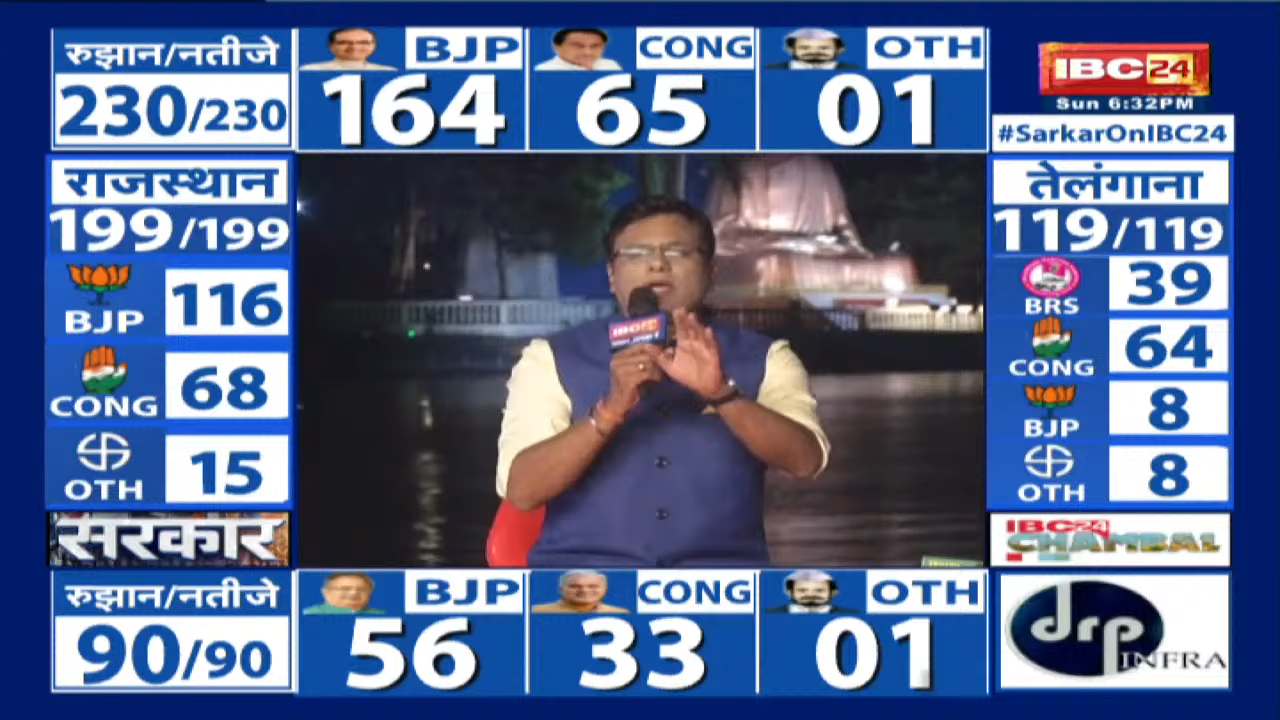 रुझान/नतीजे
230/230
BJP
164
CONG
65
OTH
01
IBC24
Sun 6:32PM
#SarkarOnIBC24
राजस्थान
199/199
BJP
116
CONG
68
OTH
15
सरकार
IBC24
तेलंगाना
119/119
BRS
39
CONG
64
BJP
8
OTH
8
IBC24
CHAMBAL
रुझान/नतीजे
90/90
BJP
56
CONG
33
OTH
01
drp
INFRA